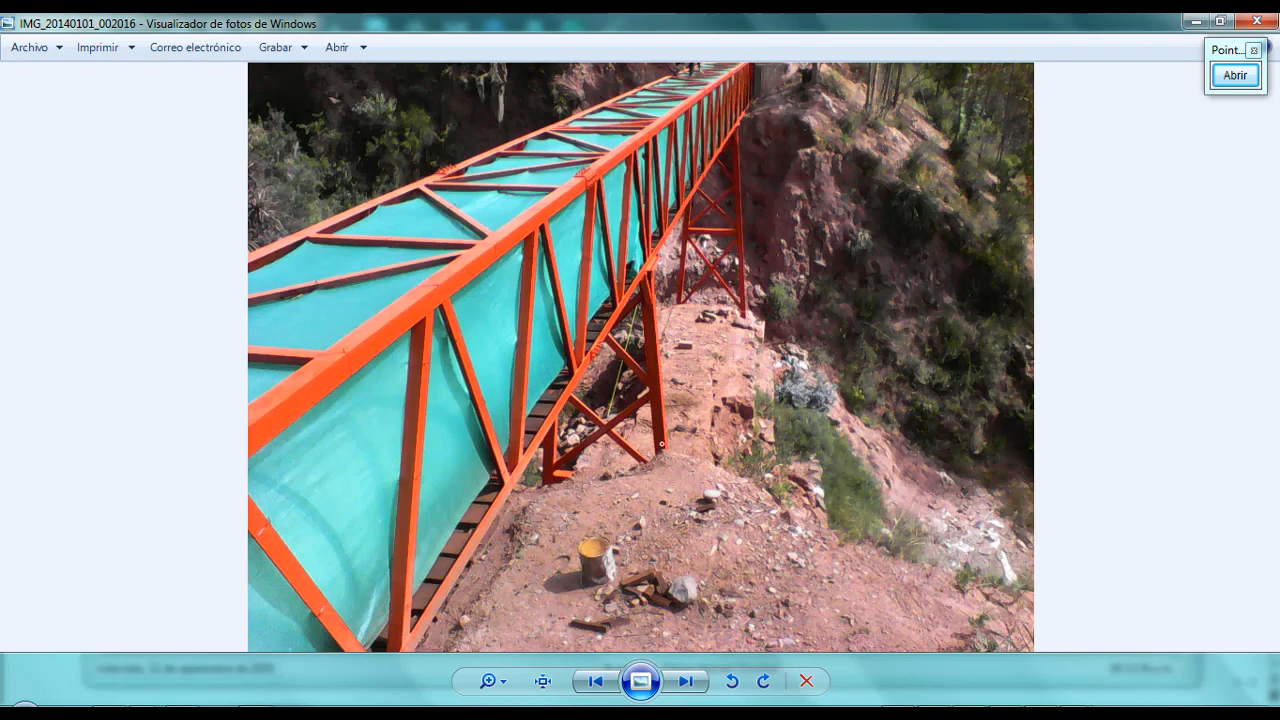 IMG_20140101_002016 - Visualizador de fotos de Windows
Archivo Imprimir Correo electrónico Grabar Abrir
Point...
Abrir